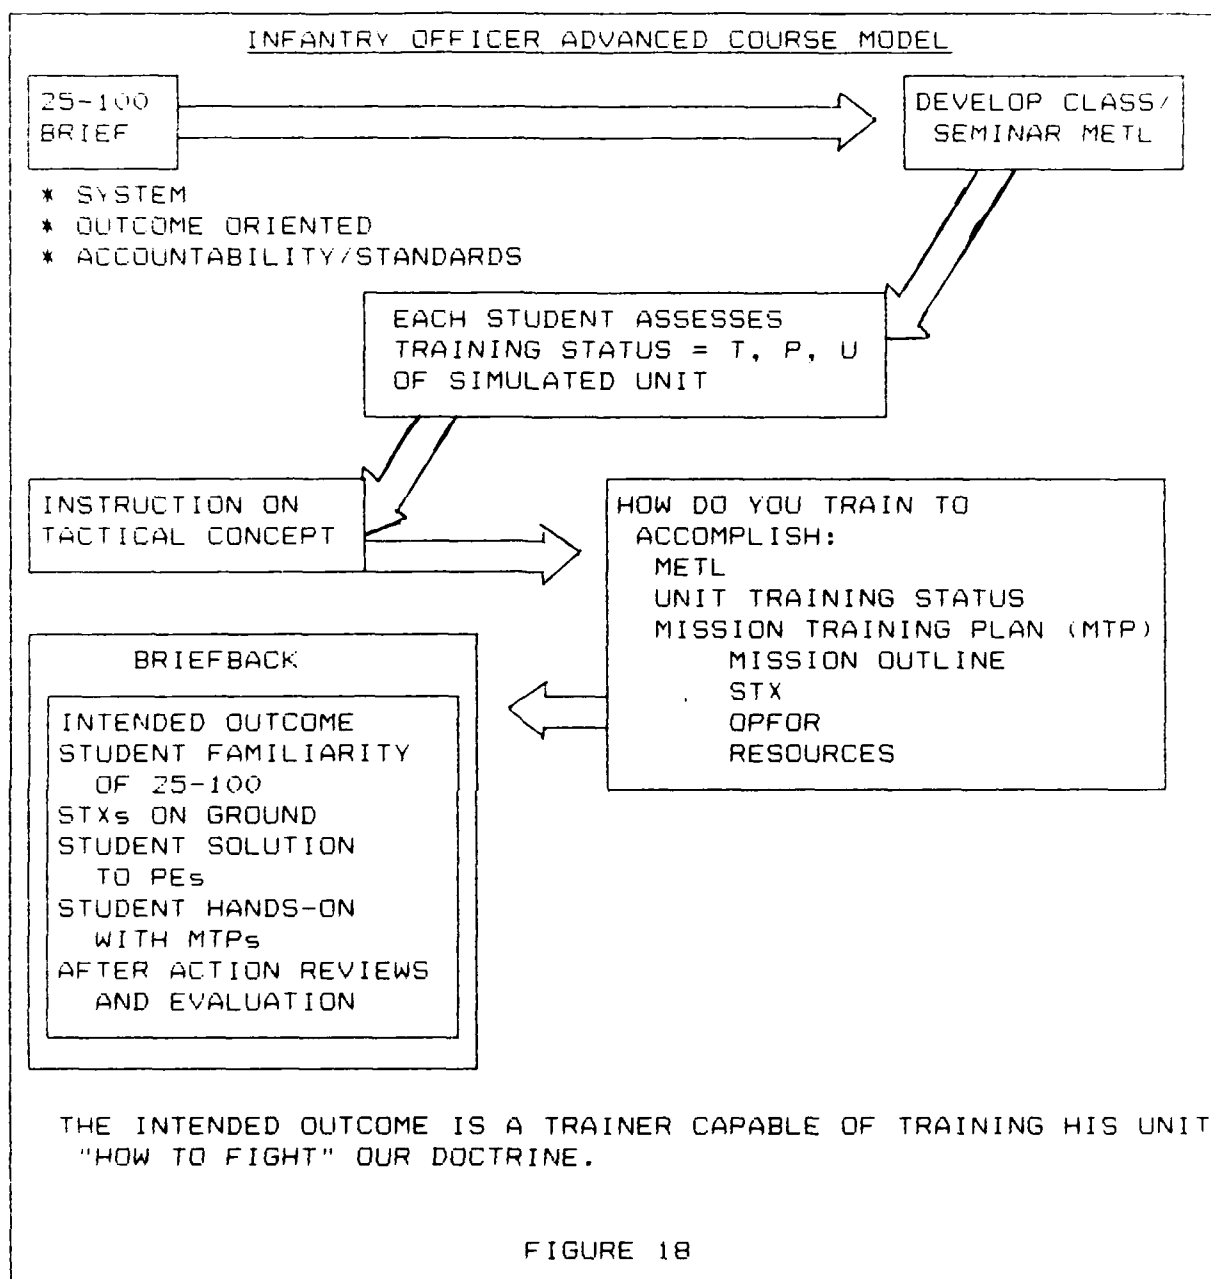 INFANTRY OFFICER ADVANCED COURSE MODEL
25-100
BRIEF
DEVELOP CLASS/
SEMINAR METL
* SYSTEM
* OUTCOME ORIENTED
* ACCOUNTABILITY/STANDARDS
EACH STUDENT ASSESSES
TRAINING STATUS = T, P, U
OF SIMULATED UNIT
INSTRUCTION ON
TACTICAL CONCEPT
HOW DO YOU TRAIN TO
ACCOMPLISH:
METL
UNIT TRAINING STATUS
MISSION TRAINING PLAN (MTP)
MISSION OUTLINE
STX
OPFOR
RESOURCES
BRIEFBACK
INTENDED OUTCOME
STUDENT FAMILIARITY
OF 25-100
STXs ON GROUND
STUDENT SOLUTION
TO PEs
STUDENT HANDS-ON
WITH MTPs
AFTER ACTION REVIEWS
AND EVALUATION
THE INTENDED OUTCOME IS A TRAINER CAPABLE OF TRAINING HIS UNIT
"HOW TO FIGHT" OUR DOCTRINE.
FIGURE 18